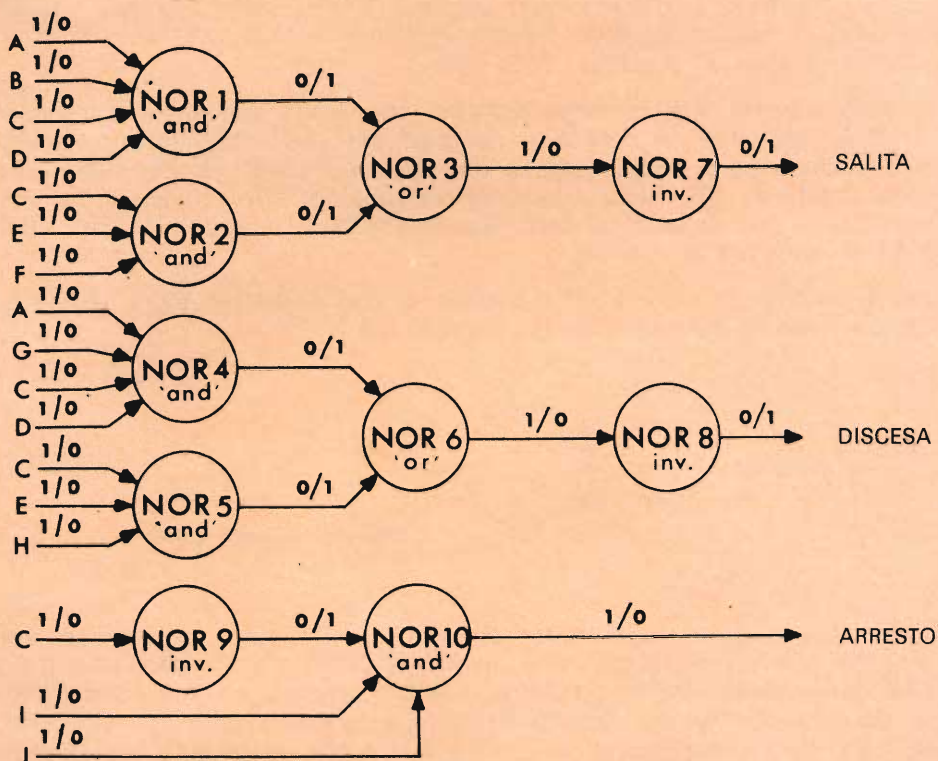 A 1/0
B 1/0
C 1/0
D 1/0
NOR 1
'and'
0/1
C 1/0
E 1/0
F 1/0
NOR 2
'and'
0/1
NOR 3
'or'
1/0
NOR 7
inv.
0/1
SALITA
A 1/0
G 1/0
C 1/0
D 1/0
NOR 4
'and'
0/1
C 1/0
E 1/0
H 1/0
NOR 5
'and'
0/1
NOR 6
'or'
1/0
NOR 8
inv.
0/1
DISCESA
C 1/0
NOR 9
inv.
0/1
I 1/0
1/0
NOR10
'and'
1/0
ARRESTO